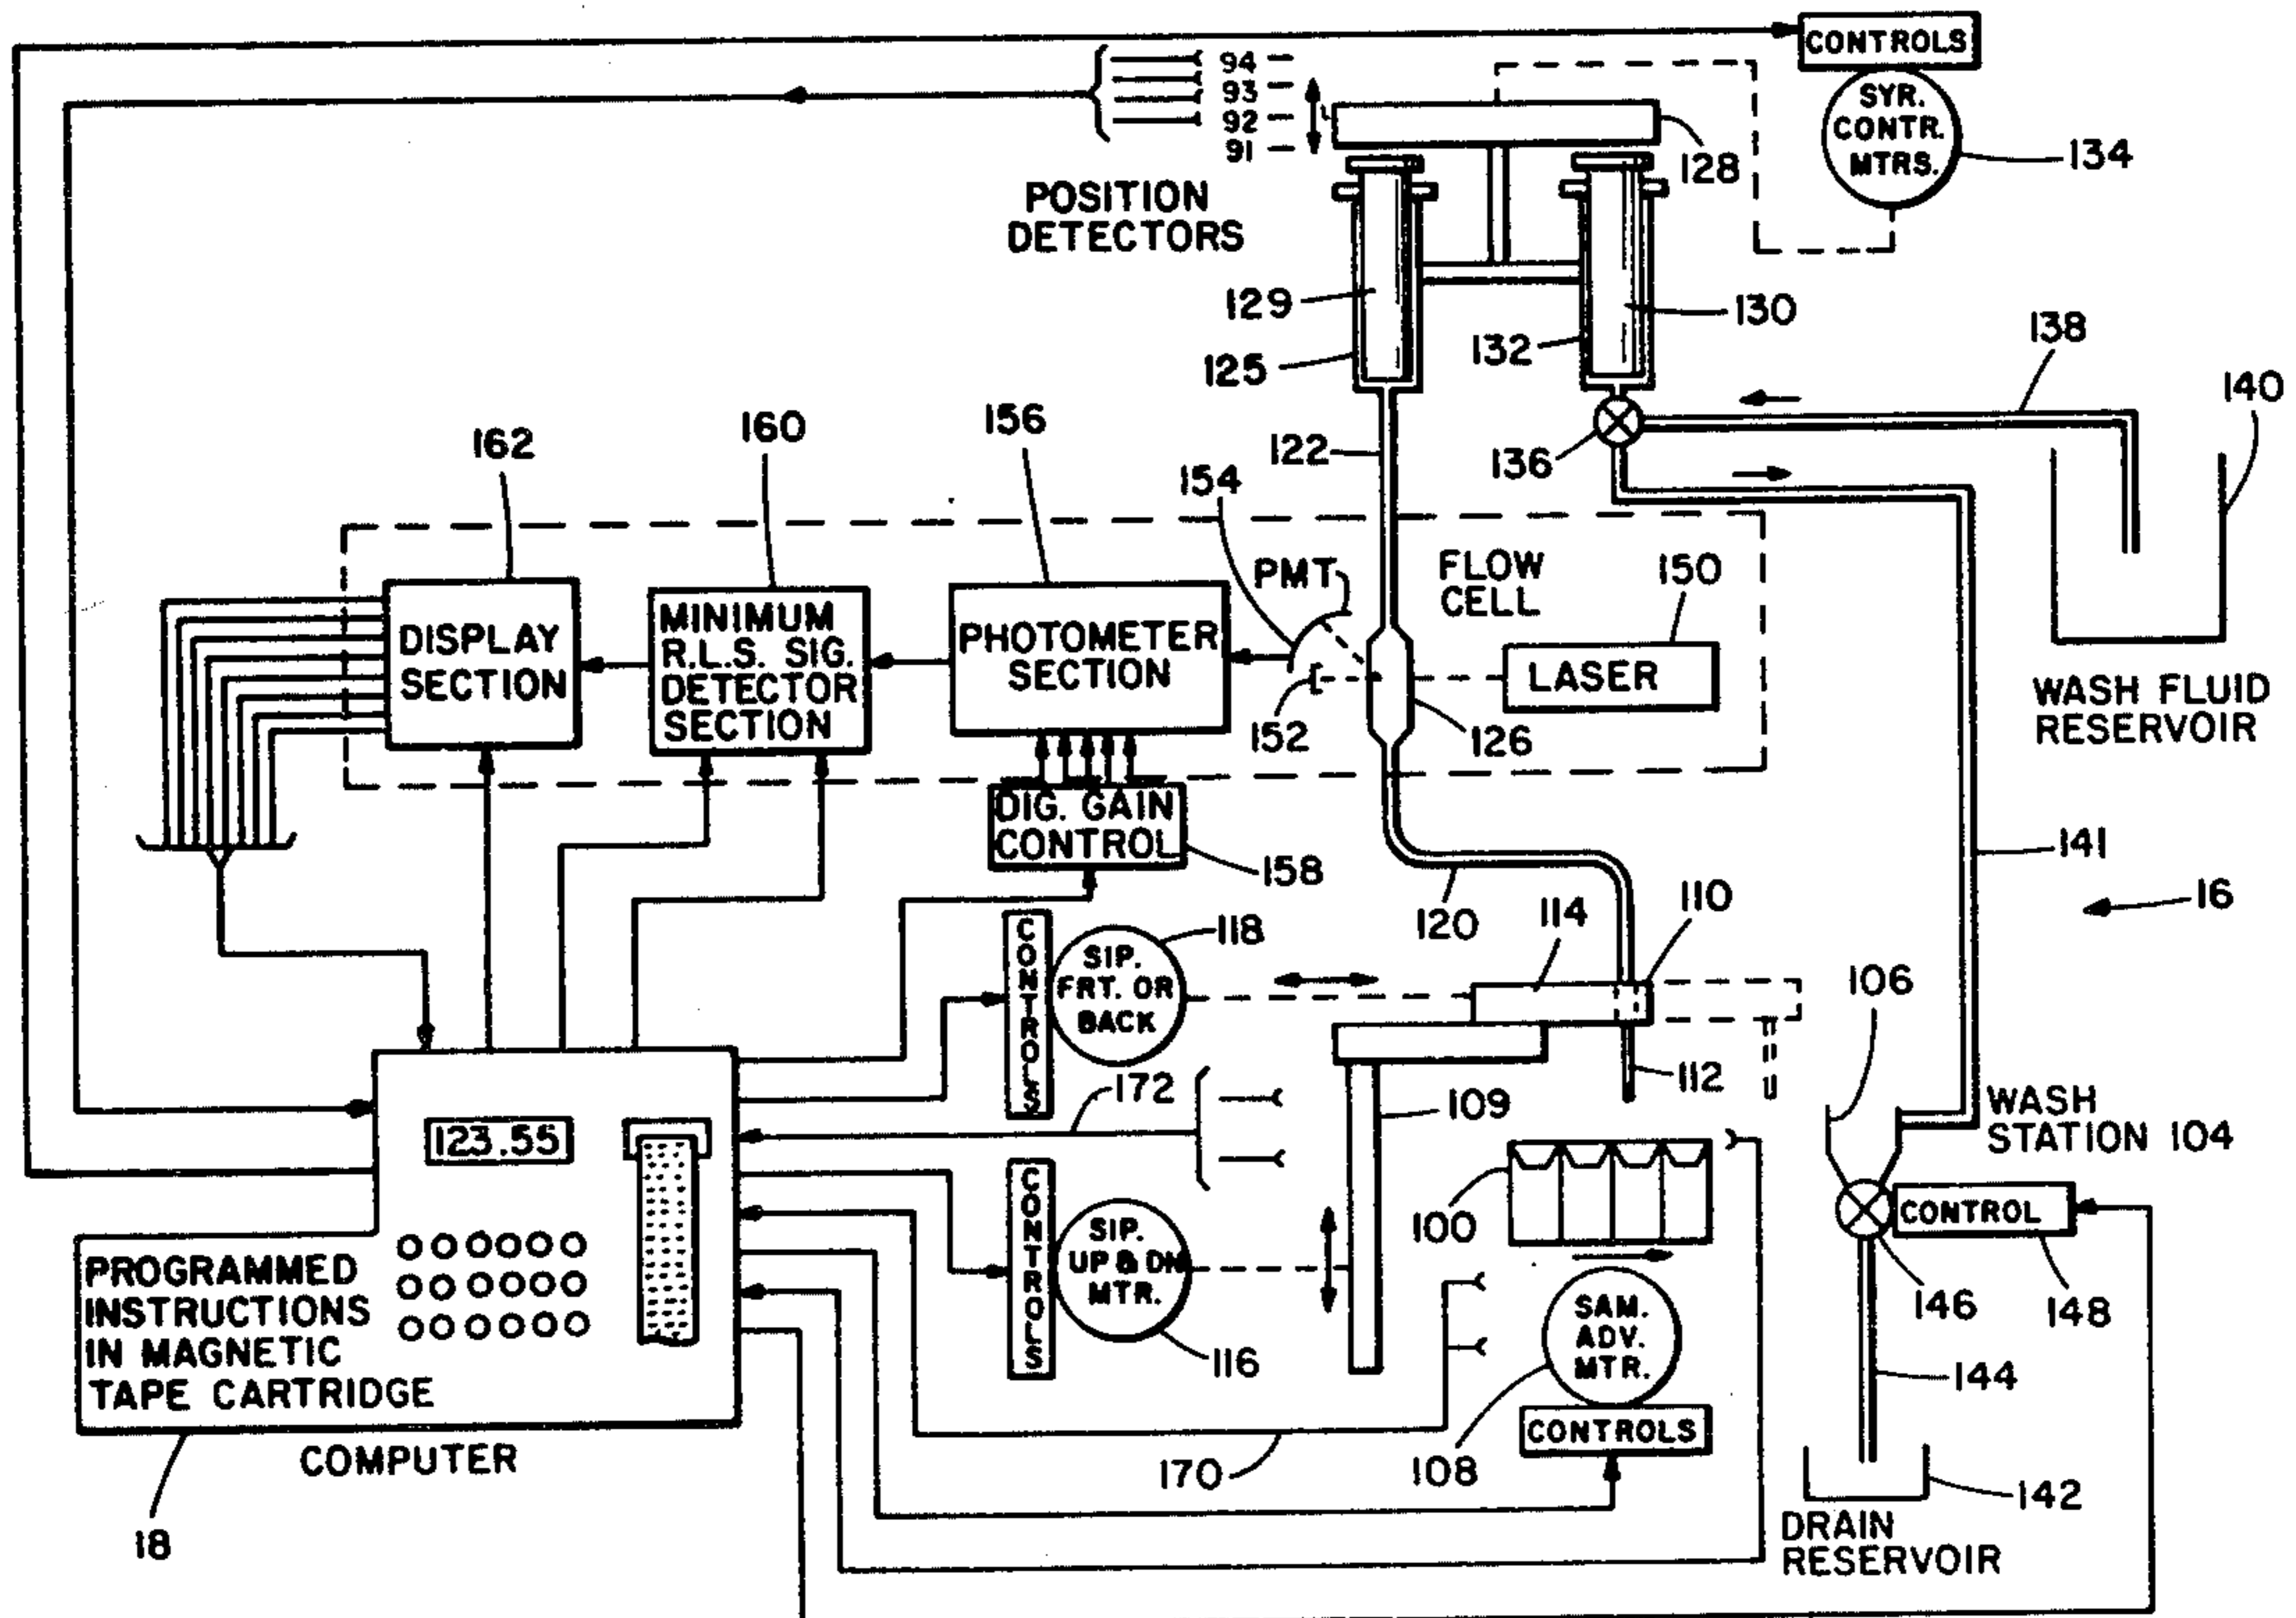 CONTROLS
94
93
92
91
SYR.
CONTR.
MTRS.
134
128
POSITION
DETECTORS
129
130
125
132
138
140
122
136
162
160
156
154
PMT
FLOW
CELL
150
DISPLAY
SECTION
MINIMUM
R.L.S. SIG.
DETECTOR
SECTION
PHOTOMETER
SECTION
LASER
152
126
WASH FLUID
RESERVOIR
DIG. GAIN
CONTROL
158
141
16
120
114
110
106
CONTROLS
118
SIP.
FRT. OR
BACK
112
172
109
WASH
STATION 104
123.55
100
CONTROLS
SIP.
UP & DN
MTR.
116
CONTROL
146
148
PROGRAMMED
INSTRUCTIONS
IN MAGNETIC
TAPE CARTRIDGE
SAM.
ADV.
MTR.
144
COMPUTER
CONTROLS
170
108
142
18
DRAIN
RESERVOIR